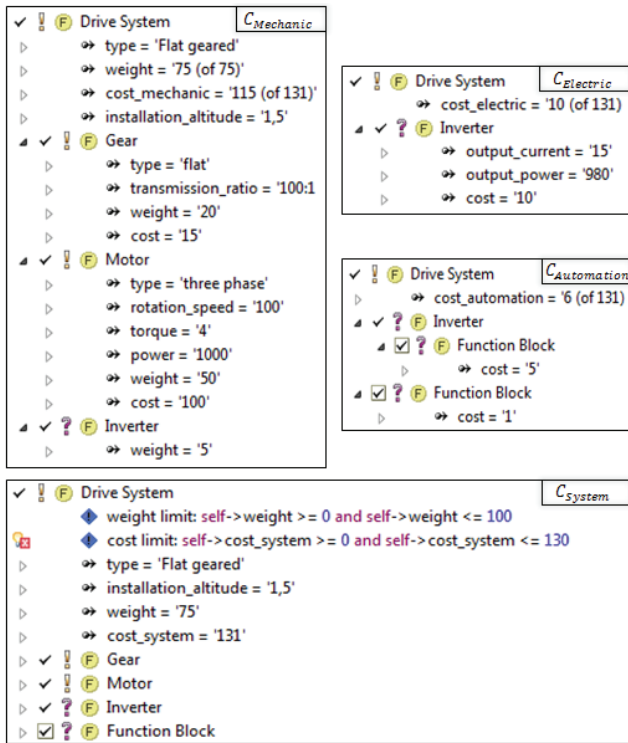 Drive System
C_Mechanic
type = 'Flat geared'
weight = '75 (of 75)'
cost_mechanic = '115 (of 131)'
installation_altitude = '1,5'
Gear
type = 'flat'
transmission_ratio = '100:1
weight = '20'
cost = '15'
Motor
type = 'three phase'
rotation_speed = '100'
torque = '4'
power = '1000'
weight = '50'
cost = '100'
Inverter
weight = '5'
Drive System
C_Electric
cost_electric = '10 (of 131)
Inverter
output_current = '15'
output_power = '980'
cost = '10'
Drive System
C_Automation
cost_automation = '6 (of 131)
Inverter
Function Block
cost = '5'
Function Block
cost = '1'
Drive System
C_System
weight limit: self->weight >= 0 and self->weight <= 100
cost limit: self->cost_system >= 0 and self->cost_system <= 130
type = 'Flat geared'
installation_altitude = '1,5'
weight = '75'
cost_system = '131'
Gear
Motor
Inverter
Function Block